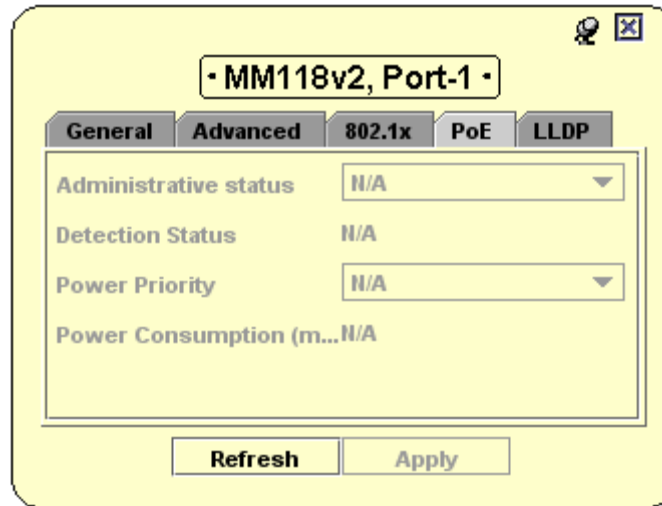 · MM118v2, Port-1 ·
General Advanced 802.1x PoE LLDP
Administrative status N/A
Detection Status N/A
Power Priority N/A
Power Consumption (m... N/A
Refresh Apply